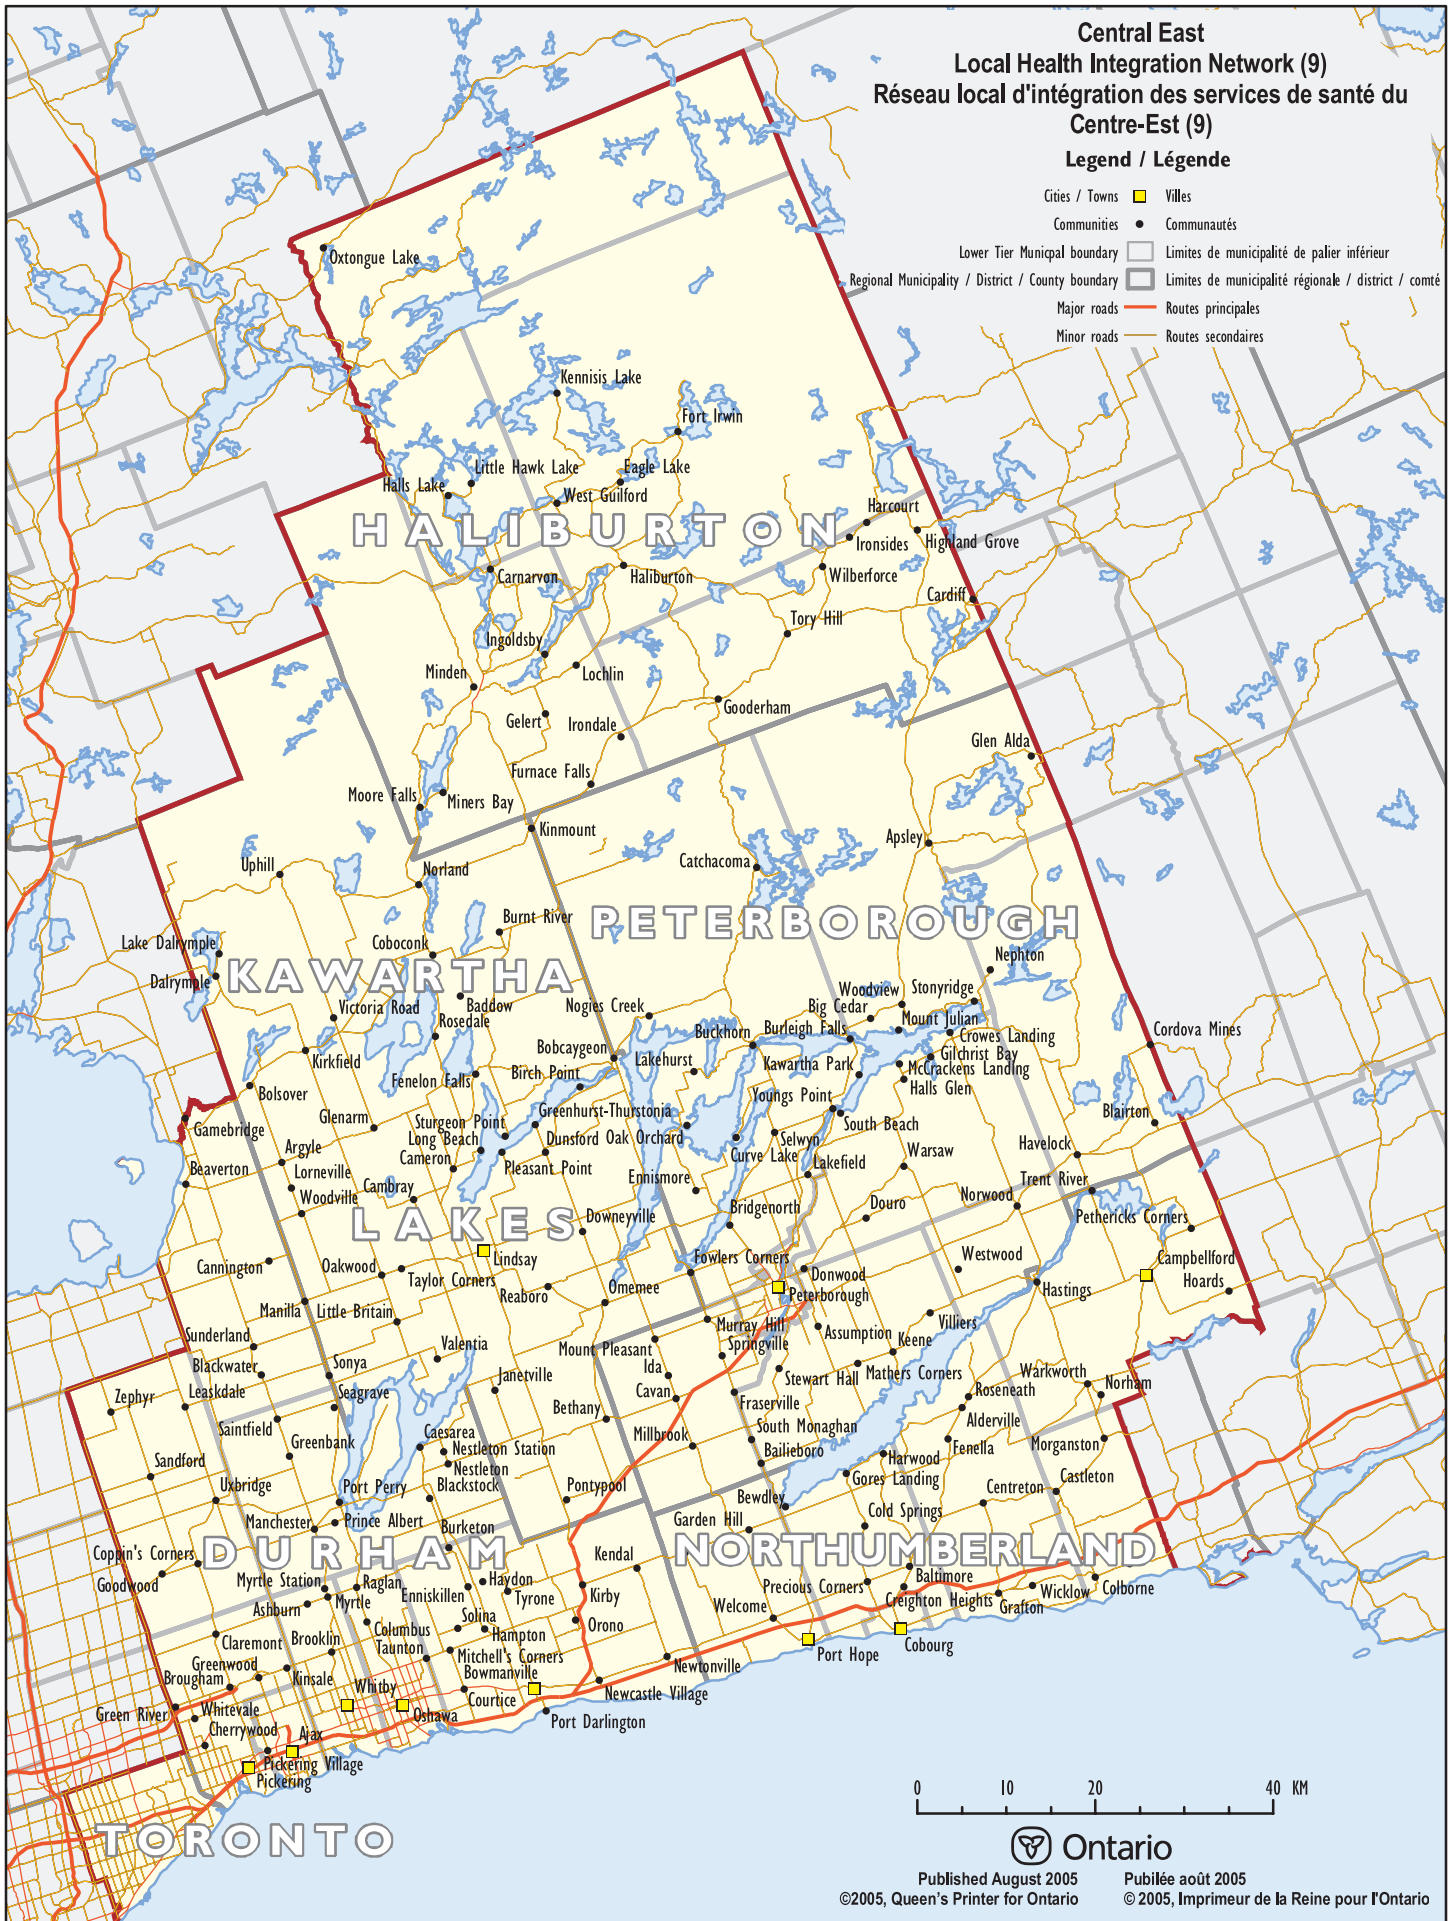 Central East
Local Health Integration Network (9)
Réseau local d'intégration des services de santé du
Centre-Est (9)
Legend / Légende
Cities / Towns Villes
Communities Communautés
Lower Tier Municpal boundary Limites de municipalité de palier inférieur
Regional Municipality / District / County boundary Limites de municipalité régionale / district / comté
Major roads Routes principales
Minor roads Routes secondaires
Oxtongue Lake
Kennisis Lake
Fort Irwin
Little Hawk Lake
Eagle Lake
Halls Lake
West Guilford
Harcourt
HALIBURTON
Ironsides
Highland Grove
Carnarvon
Haliburton
Wilberforce
Cardiff
Tory Hill
Ingoldsby
Minden
Lochlin
Gooderham
Gelert
Irondale
Glen Alda
Furnace Falls
Moore Falls
Miners Bay
Kinmount
Apsley
Catchacoma
Uphill
Norland
Burnt River
PETERBOROUGH
Lake Dalrymple
Coboconk
Nephton
KAWARTHA
Dalrymple
Woodview
Stonyridge
Baddow
Nogies Creek
Big Cedar
Victoria Road
Rosedale
Buckhorn
Burleigh Falls
Mount Julian
Cordova Mines
Crowes Landing
Kirkfield
Bobcaygeon
Lakehurst
Gilchrist Bay
Kawartha Park
McCrackens Landing
Birch Point
Fenelon Falls
Halls Glen
Bolsover
Youngs Point
Greenhurst-Thurstonia
Blairton
Glenarm
Sturgeon Point
South Beach
Gamebridge
Long Beach
Dunsford
Oak Orchard
Selwyn
Havelock
Argyle
Cameron
Curve Lake
Warsaw
Beaverton
Pleasant Point
Lakefield
Lorneville
Ennismore
Trent River
Woodville
Cambray
Norwood
Douro
Bridgenorth
LAKES
Downeyville
Pethericks Corners
Lindsay
Fowlers Corners
Westwood
Campbellford
Cannington
Oakwood
Donwood
Hoards
Taylor Corners
Reaboro
Omemee
Peterborough
Hastings
Manilla
Little Britain
Murray Hill
Villiers
Assumption
Sunderland
Valentia
Mount Pleasant
Springville
Keene
Blackwater
Sonya
Ida
Stewart Hall
Mathers Corners
Warkworth
Zephyr
Leaskdale
Seagrave
Janetville
Cavan
Roseneath
Norham
Fraserville
Saintfield
Bethany
Alderville
Caesarea
South Monaghan
Greenbank
Nestleton Station
Millbrook
Bailieboro
Fenella
Morganston
Sandford
Nestleton
Harwood
Gores Landing
Castleton
Uxbridge
Port Perry
Blackstock
Pontypool
Bewdley
Centreton
Manchester
Prince Albert
Burketon
Garden Hill
Cold Springs
DURHAM
NORTHUMBERLAND
Coppin's Corners
Kendal
Goodwood
Myrtle Station
Raglan
Haydon
Baltimore
Enniskillen
Kirby
Precious Corners
Wicklow
Colborne
Ashburn
Myrtle
Tyrone
Creighton Heights
Grafton
Welcome
Solina
Orono
Claremont
Brooklin
Columbus
Hampton
Taunton
Cobourg
Greenwood
Mitchell's Corners
Port Hope
Brougham
Kinsale
Bowmanville
Newtonville
Whitby
Courtice
Newcastle Village
Green River
Whitevale
Oshawa
Port Darlington
Cherrywood
Ajax
Pickering Village
Pickering
TORONTO
0 10 20 40 KM
Ontario
Published August 2005 Pubilée août 2005
©2005, Queen's Printer for Ontario © 2005, Imprimeur de la Reine pour l'Ontario